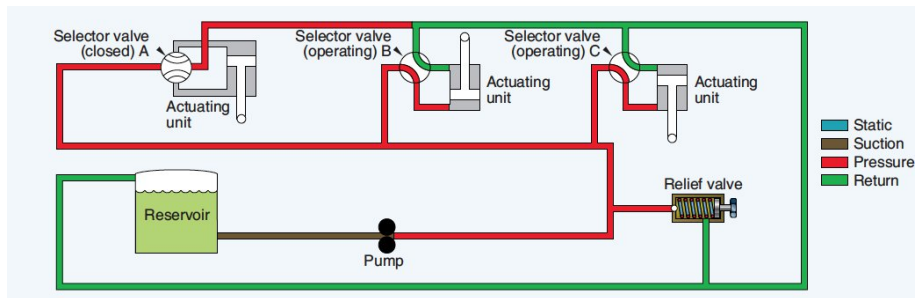 Selector valve
(closed) A
Selector valve
(operating) B
Selector valve
(operating) C
Actuating
unit
Actuating
unit
Actuating
unit
Static
Suction
Pressure
Return
Relief valve
Reservoir
Pump